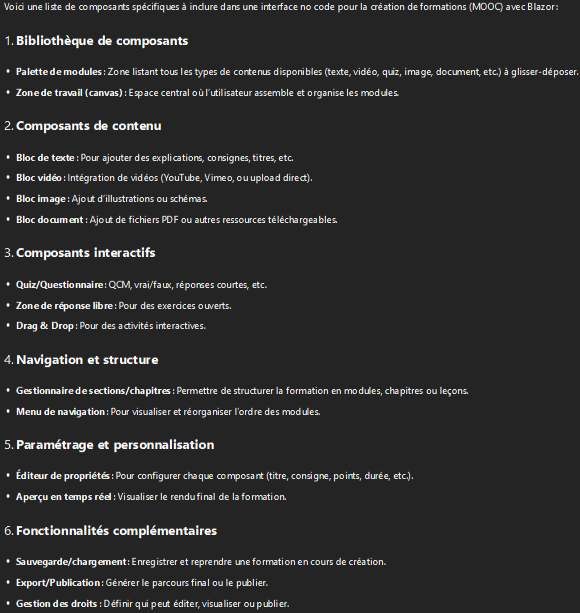 Voici une liste de composants spécifiques à inclure dans une interface no code pour la création de formations (MOOC) avec Blazor :
1. Bibliothèque de composants
• Palette de modules : Zone listant tous les types de contenus disponibles (texte, vidéo, quiz, image, document, etc.) à glisser-déposer.
• Zone de travail (canvas) : Espace central où l'utilisateur assemble et organise les modules.
2. Composants de contenu
• Bloc de texte : Pour ajouter des explications, consignes, titres, etc.
• Bloc vidéo : Intégration de vidéos (YouTube, Vimeo, ou upload direct).
• Bloc image : Ajout d'illustrations ou schémas.
• Bloc document : Ajout de fichiers PDF ou autres ressources téléchargeables.
3. Composants interactifs
• Quiz/Questionnaire : QCM, vrai/faux, réponses courtes, etc.
• Zone de réponse libre : Pour des exercices ouverts.
• Drag & Drop : Pour des activités interactives.
4. Navigation et structure
• Gestionnaire de sections/chapitres : Permettre de structurer la formation en modules, chapitres ou leçons.
• Menu de navigation : Pour visualiser et réorganiser l'ordre des modules.
5. Paramétrage et personnalisation
• Éditeur de propriétés : Pour configurer chaque composant (titre, consigne, points, durée, etc.).
• Aperçu en temps réel : Visualiser le rendu final de la formation.
6. Fonctionnalités complémentaires
• Sauvegarde/chargement : Enregistrer et reprendre une formation en cours de création.
• Export/Publication : Générer le parcours final ou le publier.
• Gestion des droits : Définir qui peut éditer, visualiser ou publier.